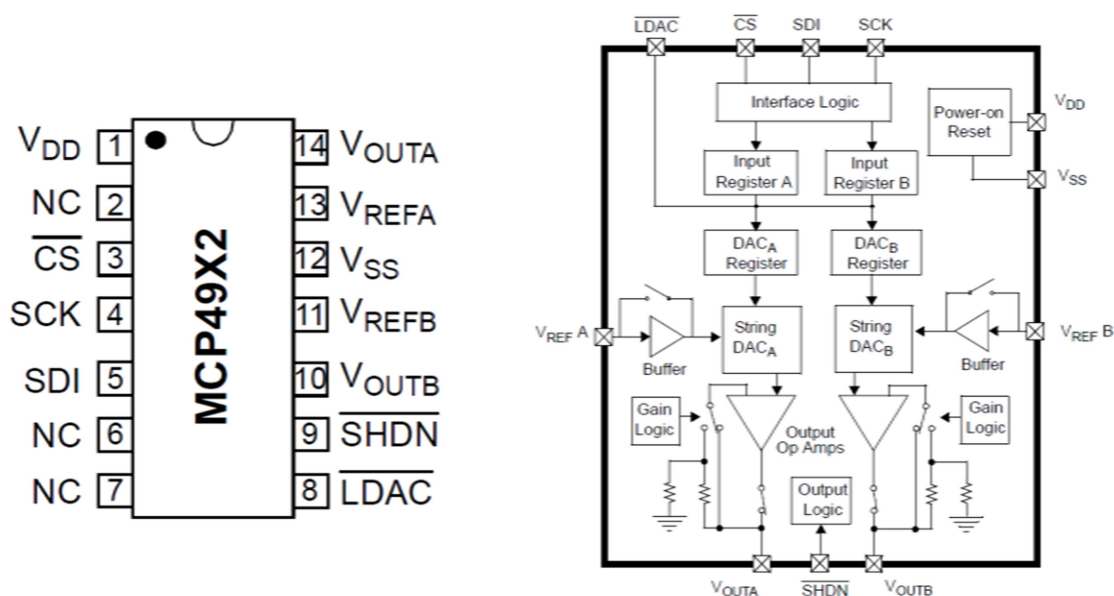 VDD 1 14 VOUTA
NC 2 13 VREFA
CS 3 12 VSS
SCK 4 11 VREFB
SDI 5 10 VOUTB
NC 6 9 SHDN
NC 7 8 LDAC
MCP49X2
LDAC CS SDI SCK
Interface Logic
Power-on
Reset
VDD
VSS
Input
Register A
Input
Register B
DACA
Register
DACB
Register
VREF A
Buffer
String
DACA
String
DACB
Buffer
VREF B
Gain
Logic
Output
Op Amps
Gain
Logic
Output
Logic
VOUTA SHDN VOUTB